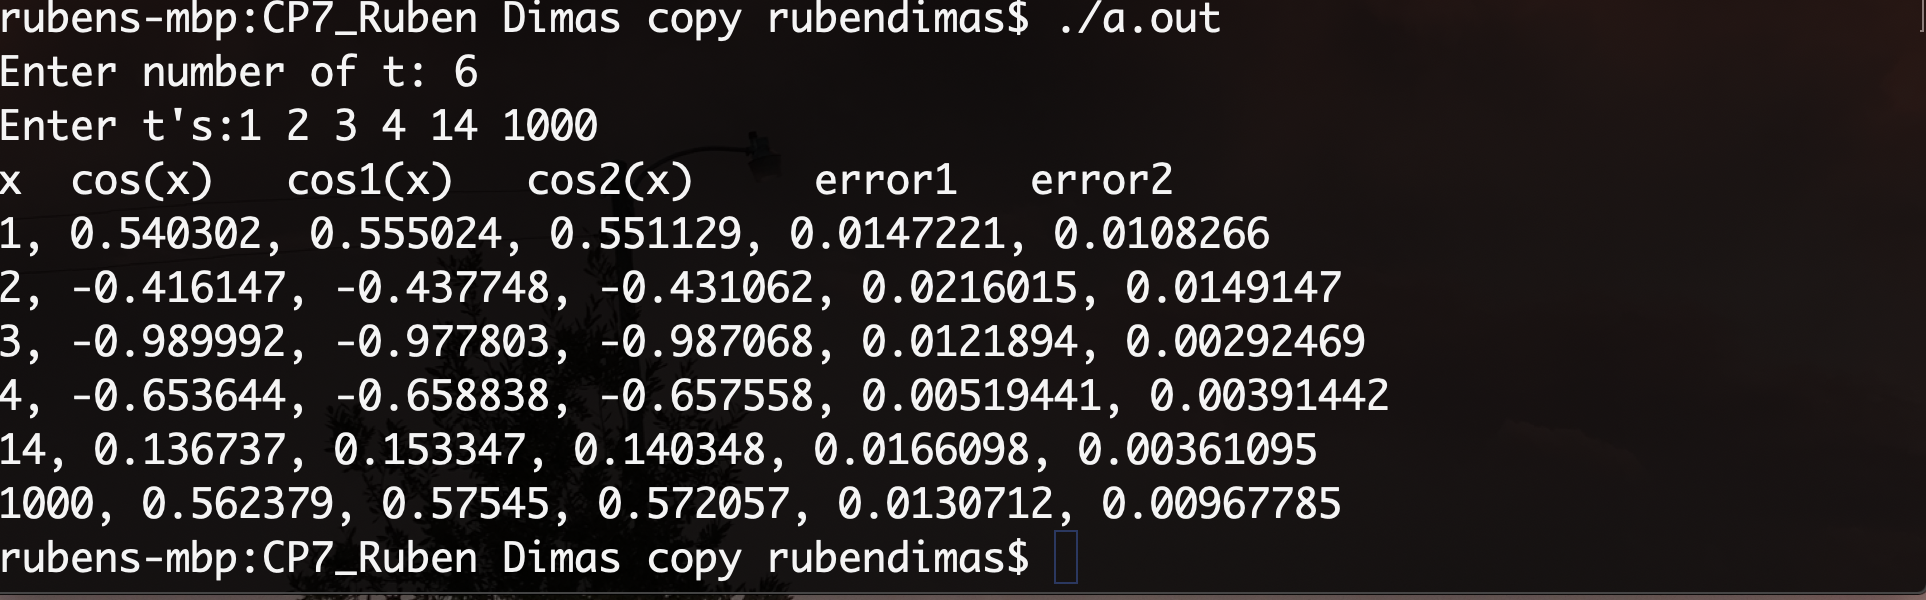 rubens-mbp:CP7_Ruben Dimas copy rubendimas$ ./a.out
Enter number of t: 6
Enter t's:1 2 3 4 14 1000
x  cos(x)   cos1(x)   cos2(x)     error1   error2
1, 0.540302, 0.555024, 0.551129, 0.0147221, 0.0108266
2, -0.416147, -0.437748, -0.431062, 0.0216015, 0.0149147
3, -0.989992, -0.977803, -0.987068, 0.0121894, 0.00292469
4, -0.653644, -0.658838, -0.657558, 0.00519441, 0.00391442
14, 0.136737, 0.153347, 0.140348, 0.0166098, 0.00361095
1000, 0.562379, 0.57545, 0.572057, 0.0130712, 0.00967785
rubens-mbp:CP7_Ruben Dimas copy rubendimas$